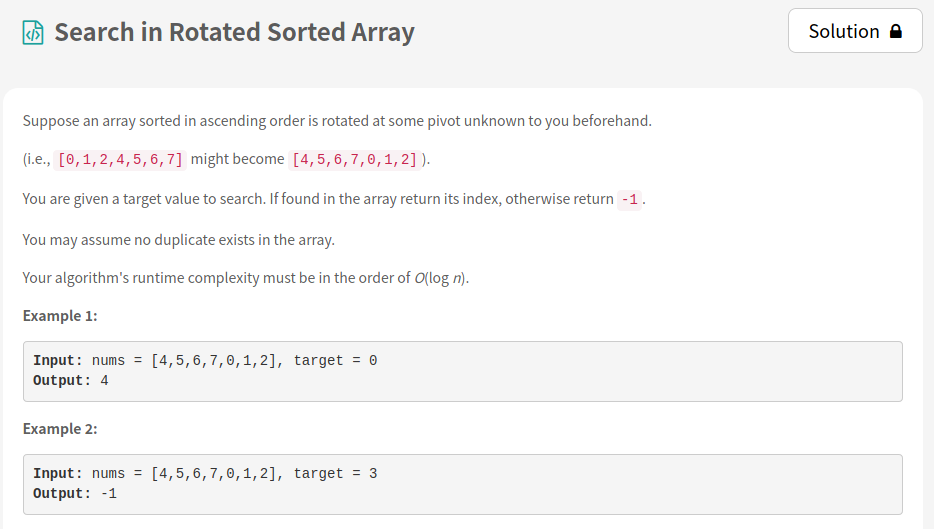 Search in Rotated Sorted Array
Solution
Suppose an array sorted in ascending order is rotated at some pivot unknown to you beforehand.
(i.e., [0,1,2,4,5,6,7] might become [4,5,6,7,0,1,2] ).
You are given a target value to search. If found in the array return its index, otherwise return -1 .
You may assume no duplicate exists in the array.
Your algorithm's runtime complexity must be in the order of O(log n).
Example 1:
Input: nums = [4,5,6,7,0,1,2], target = 0
Output: 4
Example 2:
Input: nums = [4,5,6,7,0,1,2], target = 3
Output: -1